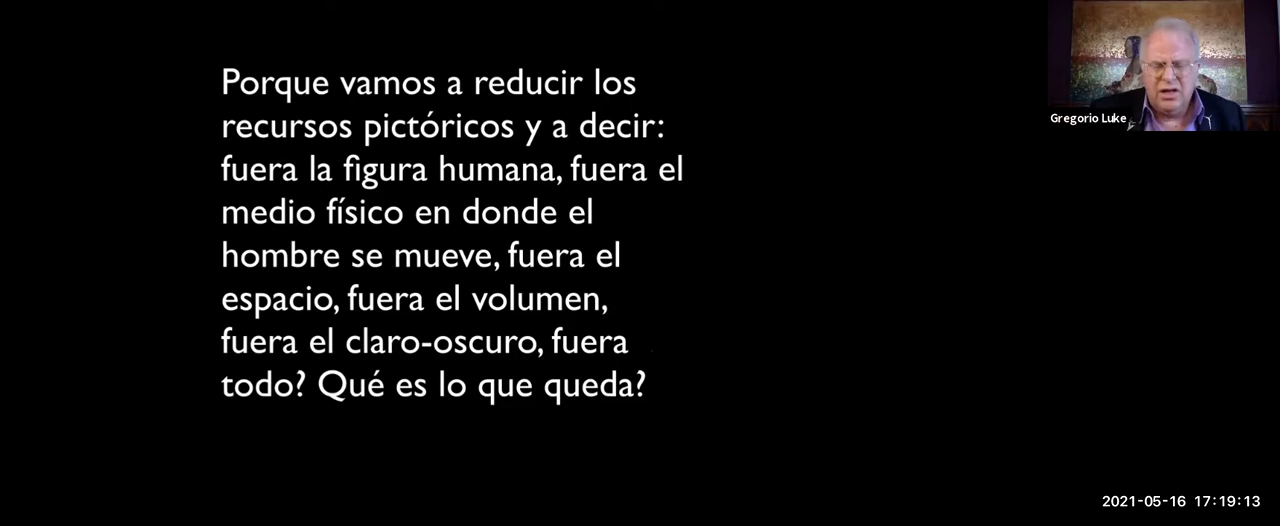 Porque vamos a reducir los
recursos pictóricos y a decir:
fuera la figura humana, fuera el
medio físico en donde el
hombre se mueve, fuera el
espacio, fuera el volumen,
fuera el claro-oscuro, fuera
todo? Qué es lo que queda?
Gregorio Luke
2021-05-16 17:19:13